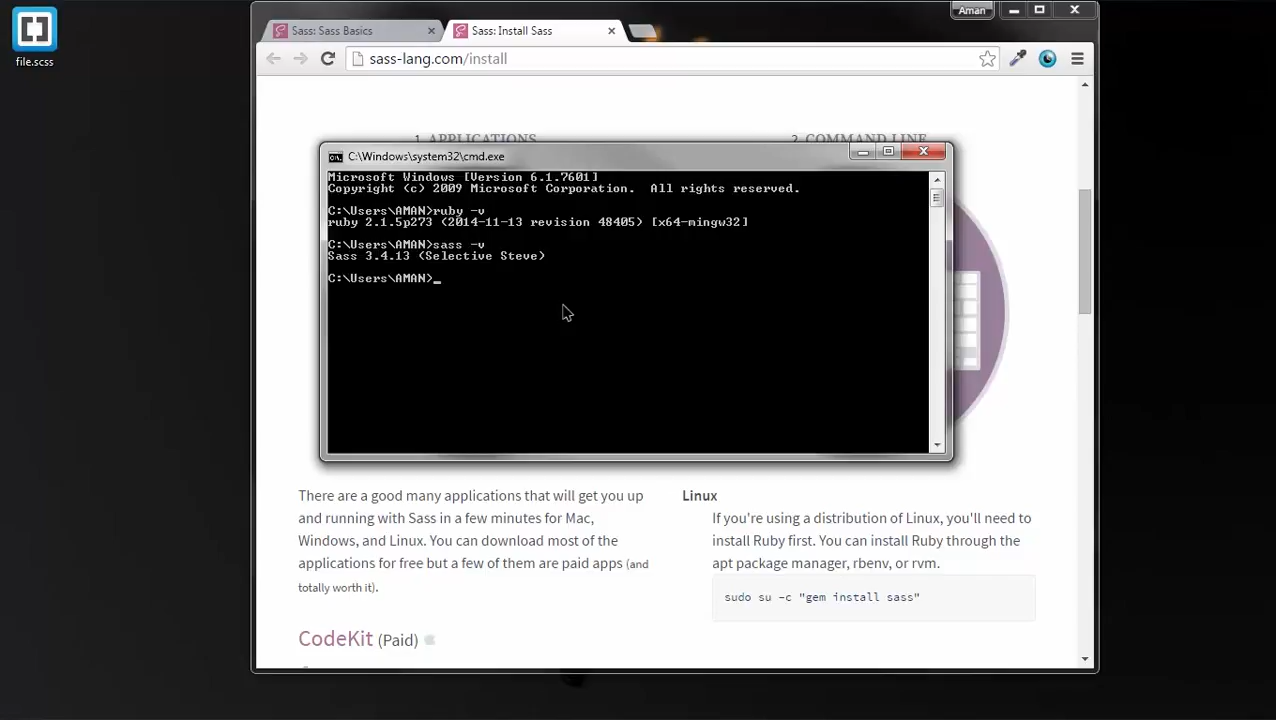 Aman
file.scss
Sass: Sass Basics
Sass: Install Sass
sass-lang.com/install
1. APPLICATIONS
2. COMMAND LINE
C:\Windows\system32\cmd.exe
Microsoft Windows [Version 6.1.7601]
Copyright (c) 2009 Microsoft Corporation.  All rights reserved.
C:\Users\AMAN>ruby -v
ruby 2.1.5p273 (2014-11-13 revision 48405) [x64-mingw32]
C:\Users\AMAN>sass -v
Sass 3.4.13 (Selective Steve)
C:\Users\AMAN>_
There are a good many applications that will get you up
and running with Sass in a few minutes for Mac,
Windows, and Linux. You can download most of the
applications for free but a few of them are paid apps (and
totally worth it).
CodeKit (Paid)
Linux
If you're using a distribution of Linux, you'll need to
install Ruby first. You can install Ruby through the
apt package manager, rbenv, or rvm.
sudo su -c "gem install sass"